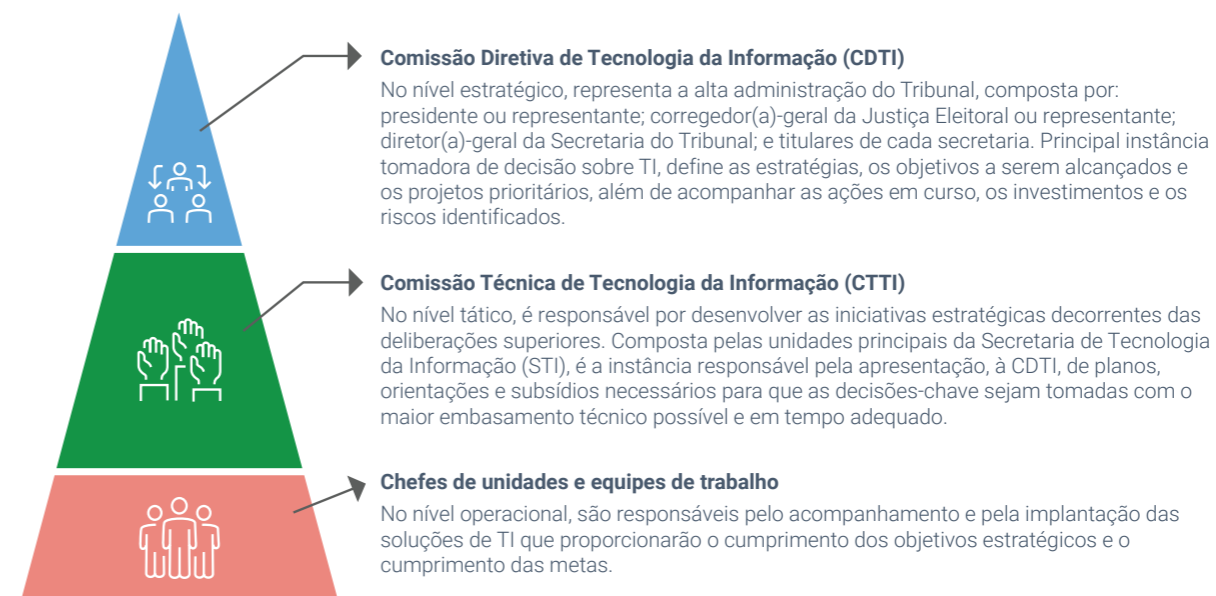 Comissão Diretiva de Tecnologia da Informação (CDTI)
No nível estratégico, representa a alta administração do Tribunal, composta por:
presidente ou representante; corregedor(a)-geral da Justiça Eleitoral ou representante;
diretor(a)-geral da Secretaria do Tribunal; e titulares de cada secretaria. Principal instância
tomadora de decisão sobre TI, define as estratégias, os objetivos a serem alcançados e
os projetos prioritários, além de acompanhar as ações em curso, os investimentos e os
riscos identificados.
Comissão Técnica de Tecnologia da Informação (CTTI)
No nível tático, é responsável por desenvolver as iniciativas estratégicas decorrentes das
deliberações superiores. Composta pelas unidades principais da Secretaria de Tecnologia
da Informação (STI), é a instância responsável pela apresentação, à CDTI, de planos,
orientações e subsídios necessários para que as decisões-chave sejam tomadas com o
maior embasamento técnico possível e em tempo adequado.
Chefes de unidades e equipes de trabalho
No nível operacional, são responsáveis pelo acompanhamento e pela implantação das
soluções de TI que proporcionarão o cumprimento dos objetivos estratégicos e o
cumprimento das metas.